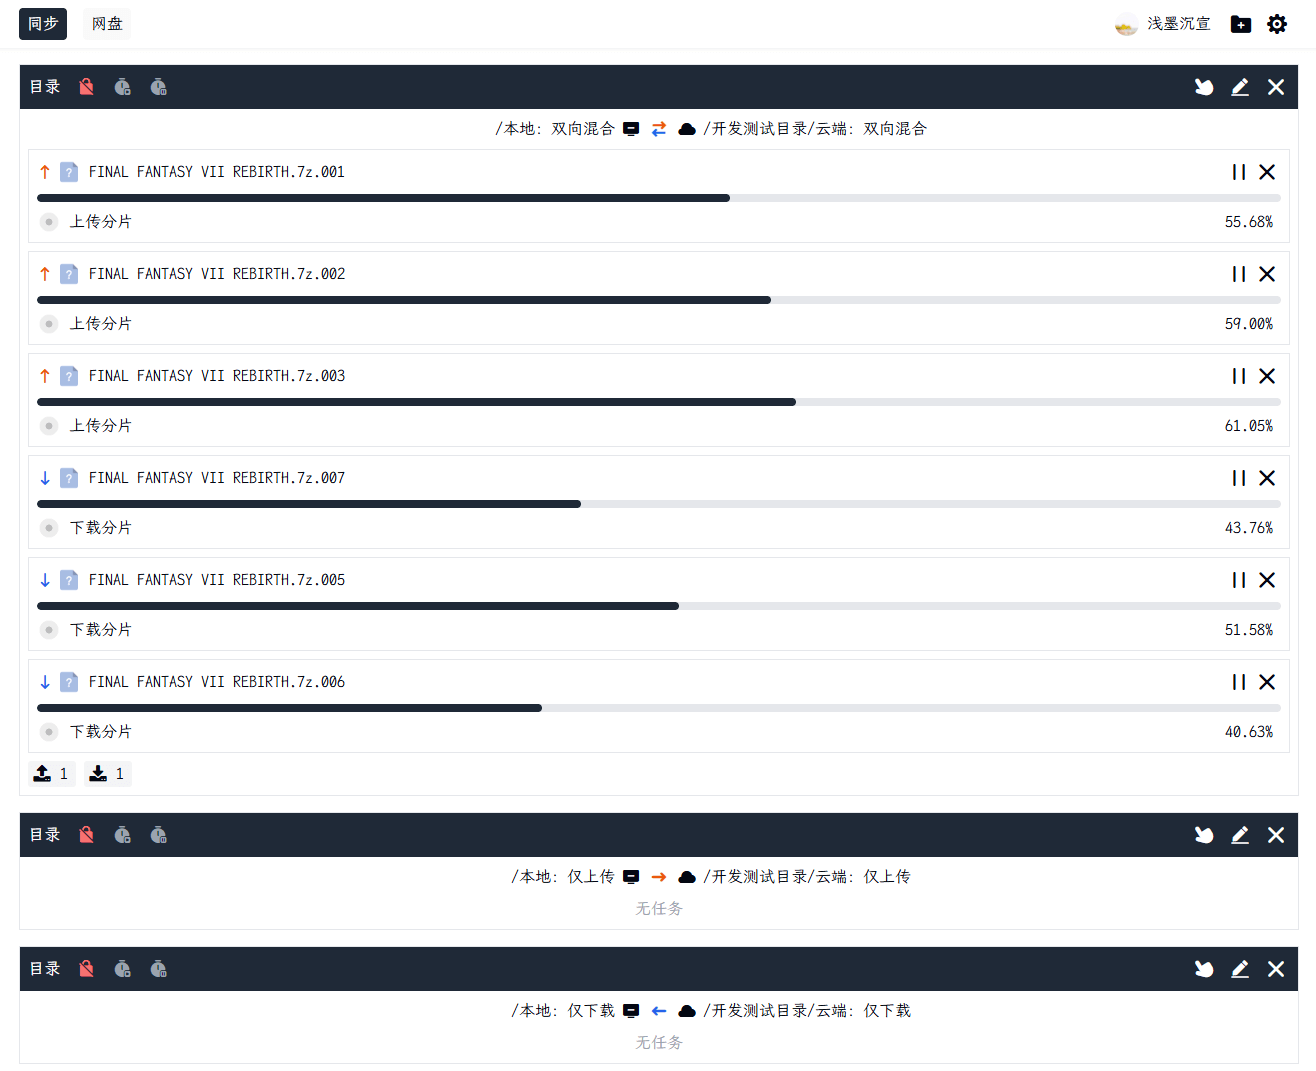 同步 网盘 浅墨沉宣
目录
/本地: 双向混合 /开发测试目录/云端: 双向混合
FINAL FANTASY VII REBIRTH.7z.001
上传分片 55.68%
FINAL FANTASY VII REBIRTH.7z.002
上传分片 59.00%
FINAL FANTASY VII REBIRTH.7z.003
上传分片 61.05%
FINAL FANTASY VII REBIRTH.7z.007
下载分片 43.76%
FINAL FANTASY VII REBIRTH.7z.005
下载分片 51.58%
FINAL FANTASY VII REBIRTH.7z.006
下载分片 40.63%
1 1
目录
/本地: 仅上传 /开发测试目录/云端: 仅上传
无任务
目录
/本地: 仅下载 /开发测试目录/云端: 仅下载
无任务